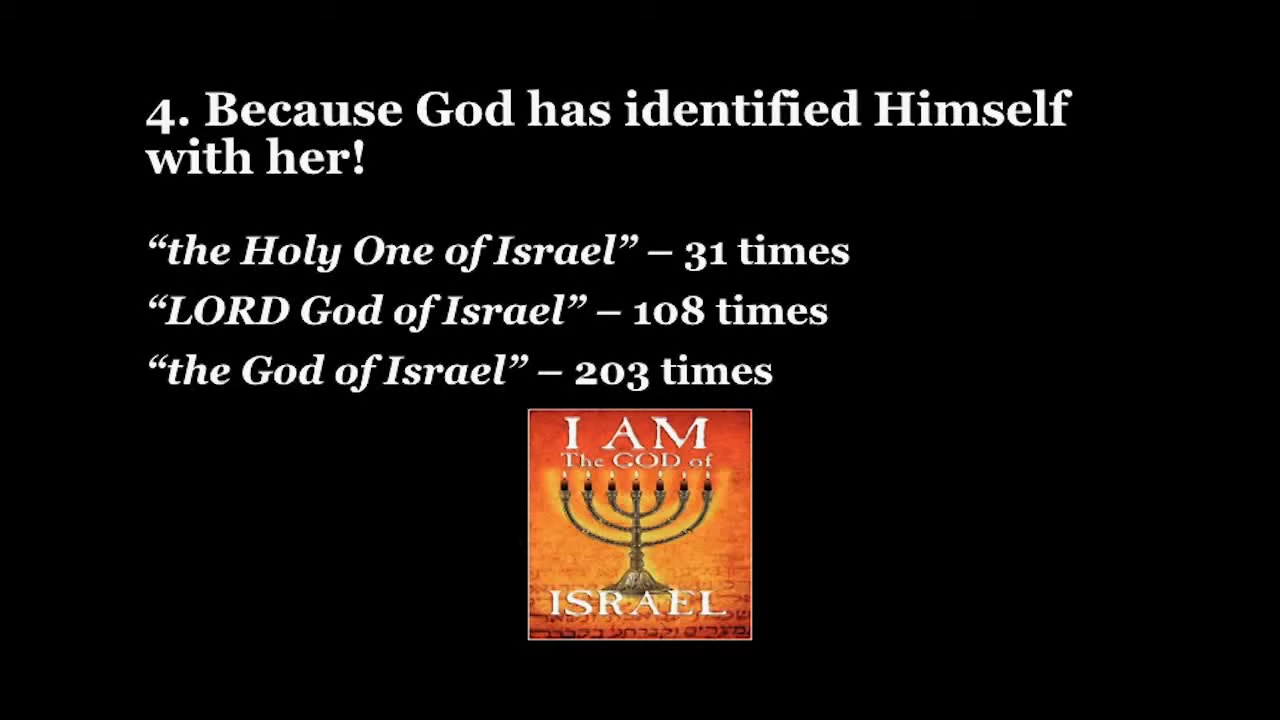 4. Because God has identified Himself
with her!
“the Holy One of Israel” – 31 times
“LORD God of Israel” – 108 times
“the God of Israel” – 203 times
I AM
The GOD of
ISRAEL